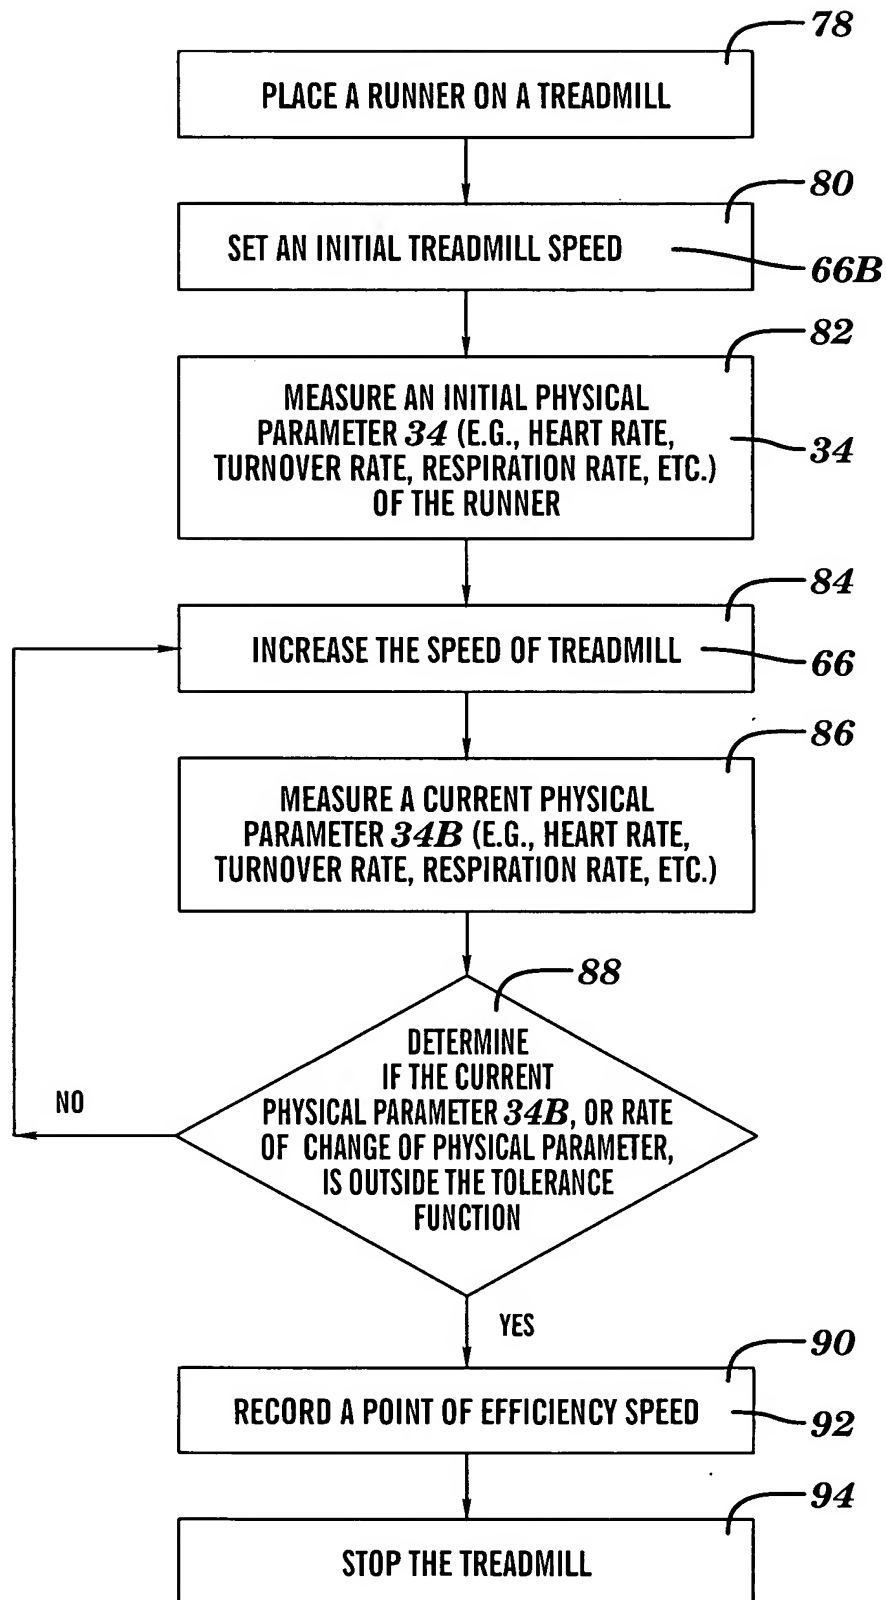 78
PLACE A RUNNER ON A TREADMILL
80
SET AN INITIAL TREADMILL SPEED
66B
82
MEASURE AN INITIAL PHYSICAL
PARAMETER 34 (E.G., HEART RATE,
TURNOVER RATE, RESPIRATION RATE, ETC.)
OF THE RUNNER
34
84
INCREASE THE SPEED OF TREADMILL
66
86
MEASURE A CURRENT PHYSICAL
PARAMETER 34B (E.G., HEART RATE,
TURNOVER RATE, RESPIRATION RATE, ETC.)
88
DETERMINE
IF THE CURRENT
PHYSICAL PARAMETER 34B, OR RATE
OF CHANGE OF PHYSICAL PARAMETER,
IS OUTSIDE THE TOLERANCE
FUNCTION
NO
YES
90
RECORD A POINT OF EFFICIENCY SPEED
92
94
STOP THE TREADMILL